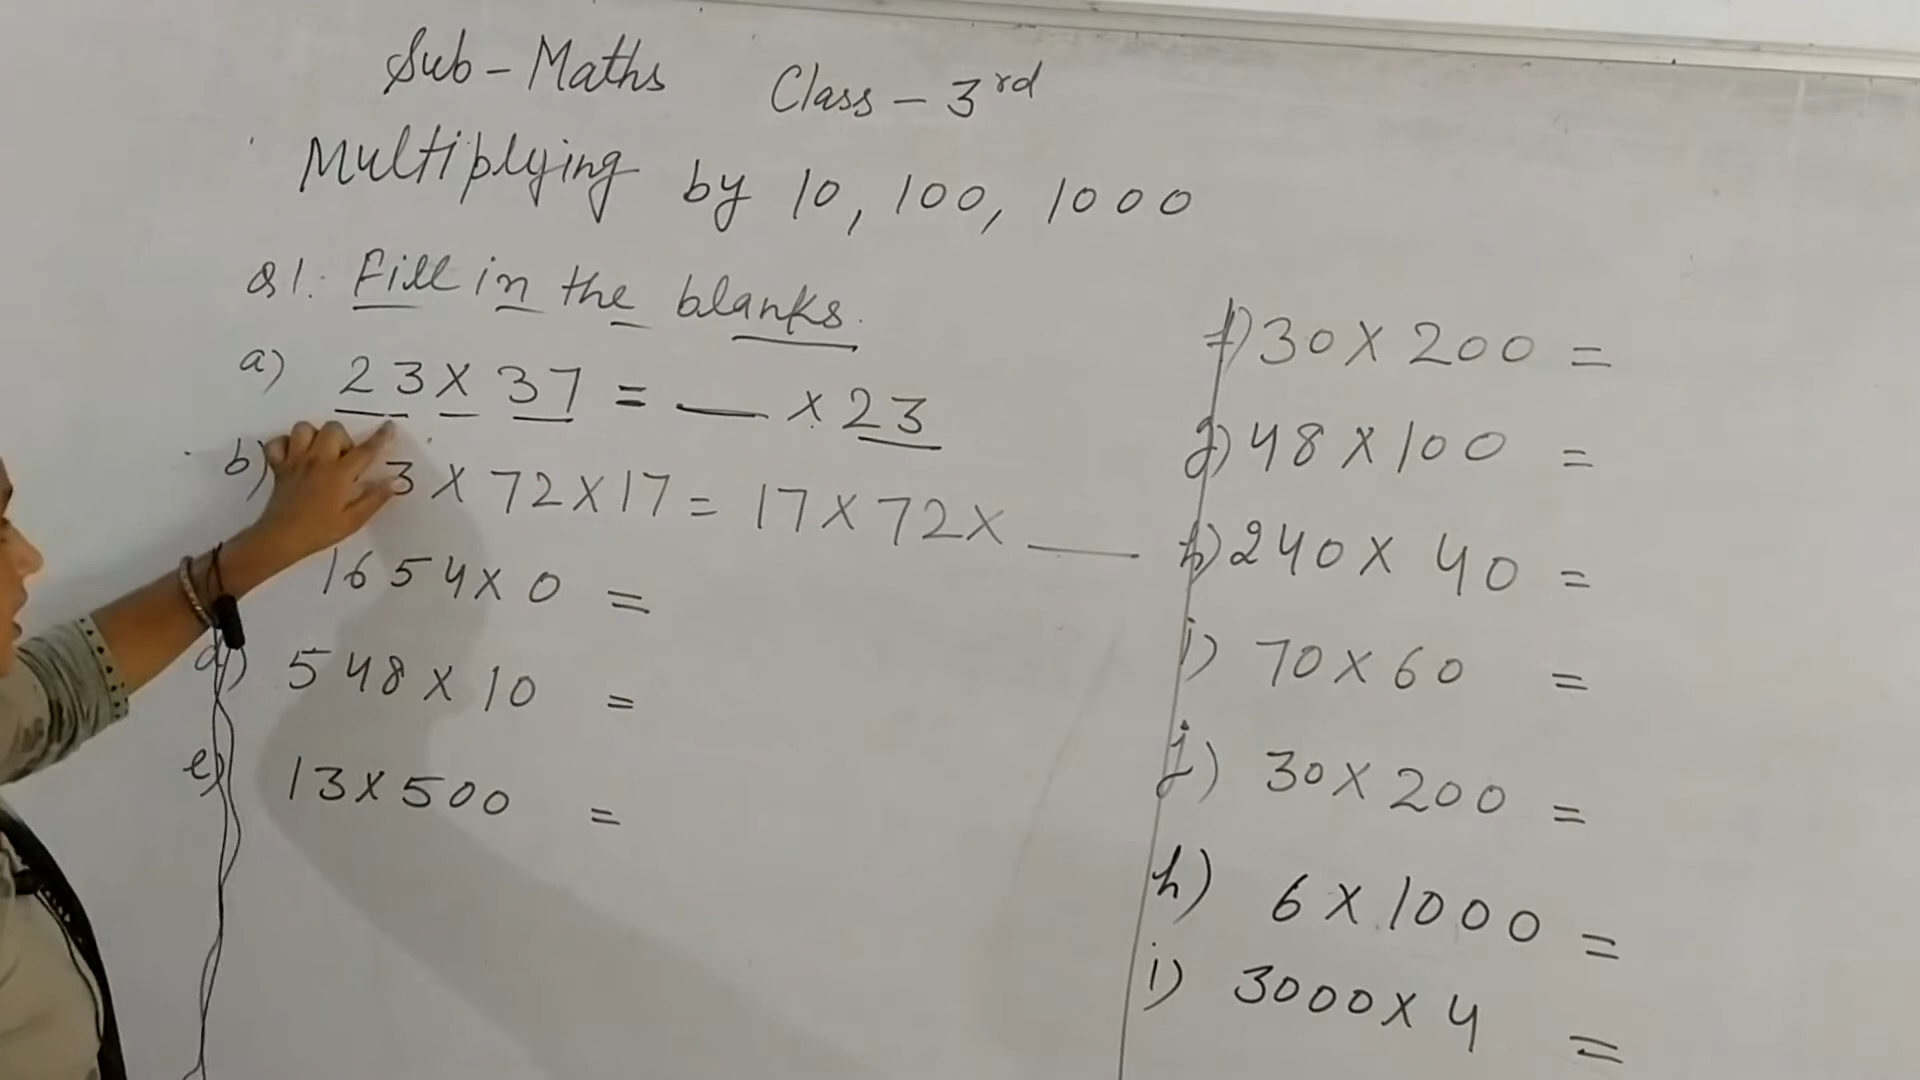 Sub - Maths Class - 3rd
Multiplying by 10, 100, 1000
Q1. Fill in the blanks.
a) 23 X 37 = __ X 23
b) 3 X 72 X 17 = 17 X 72 X __
1654 X 0 =
d) 548 X 10 =
e) 13 X 500 =
f) 30 X 200 =
g) 48 X 100 =
h) 240 X 40 =
i) 70 X 60 =
j) 30 X 200 =
h) 6 X 1000 =
i) 3000 X 4 =